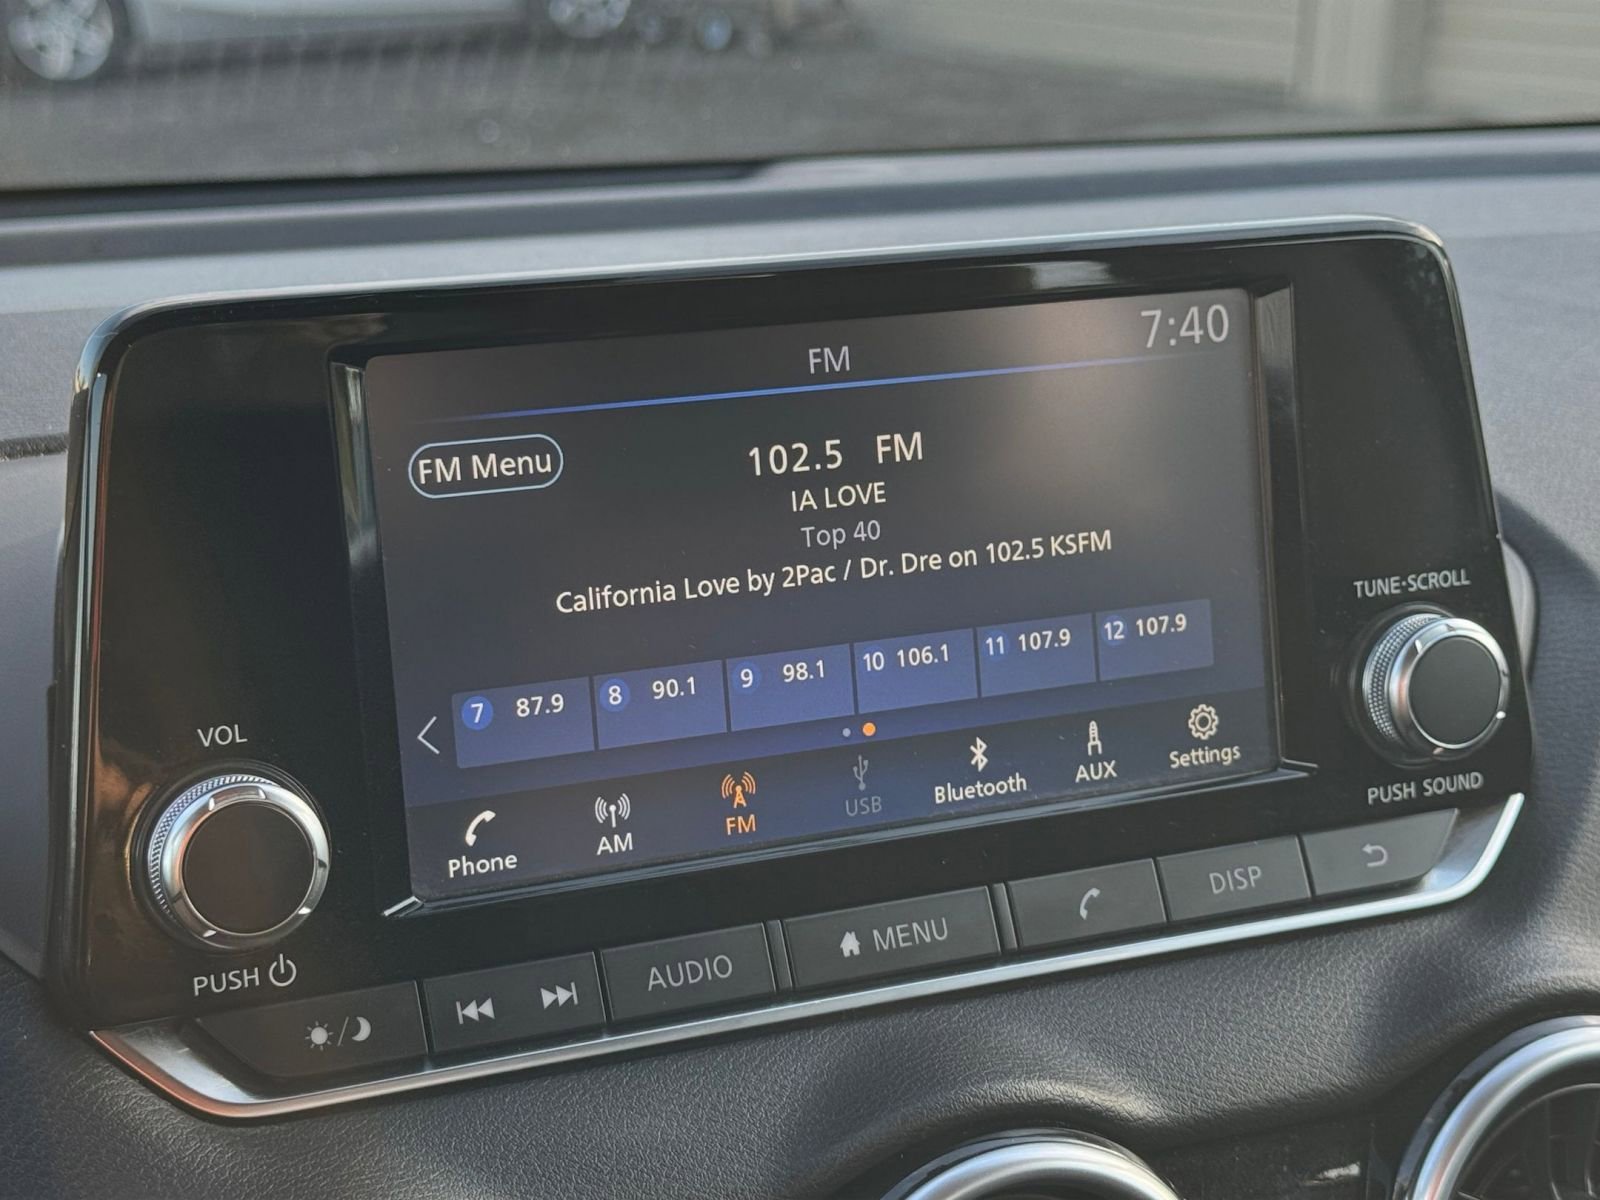 FM
7:40
FM Menu
102.5 FM
IA LOVE
Top 40
California Love by 2Pac / Dr. Dre on 102.5 KSFM
7 87.9
8 90.1
9 98.1
10 106.1
11 107.9
12 107.9
Phone
AM
FM
USB
Bluetooth
AUX
Settings
VOL
PUSH
TUNE·SCROLL
PUSH SOUND
AUDIO
MENU
DISP